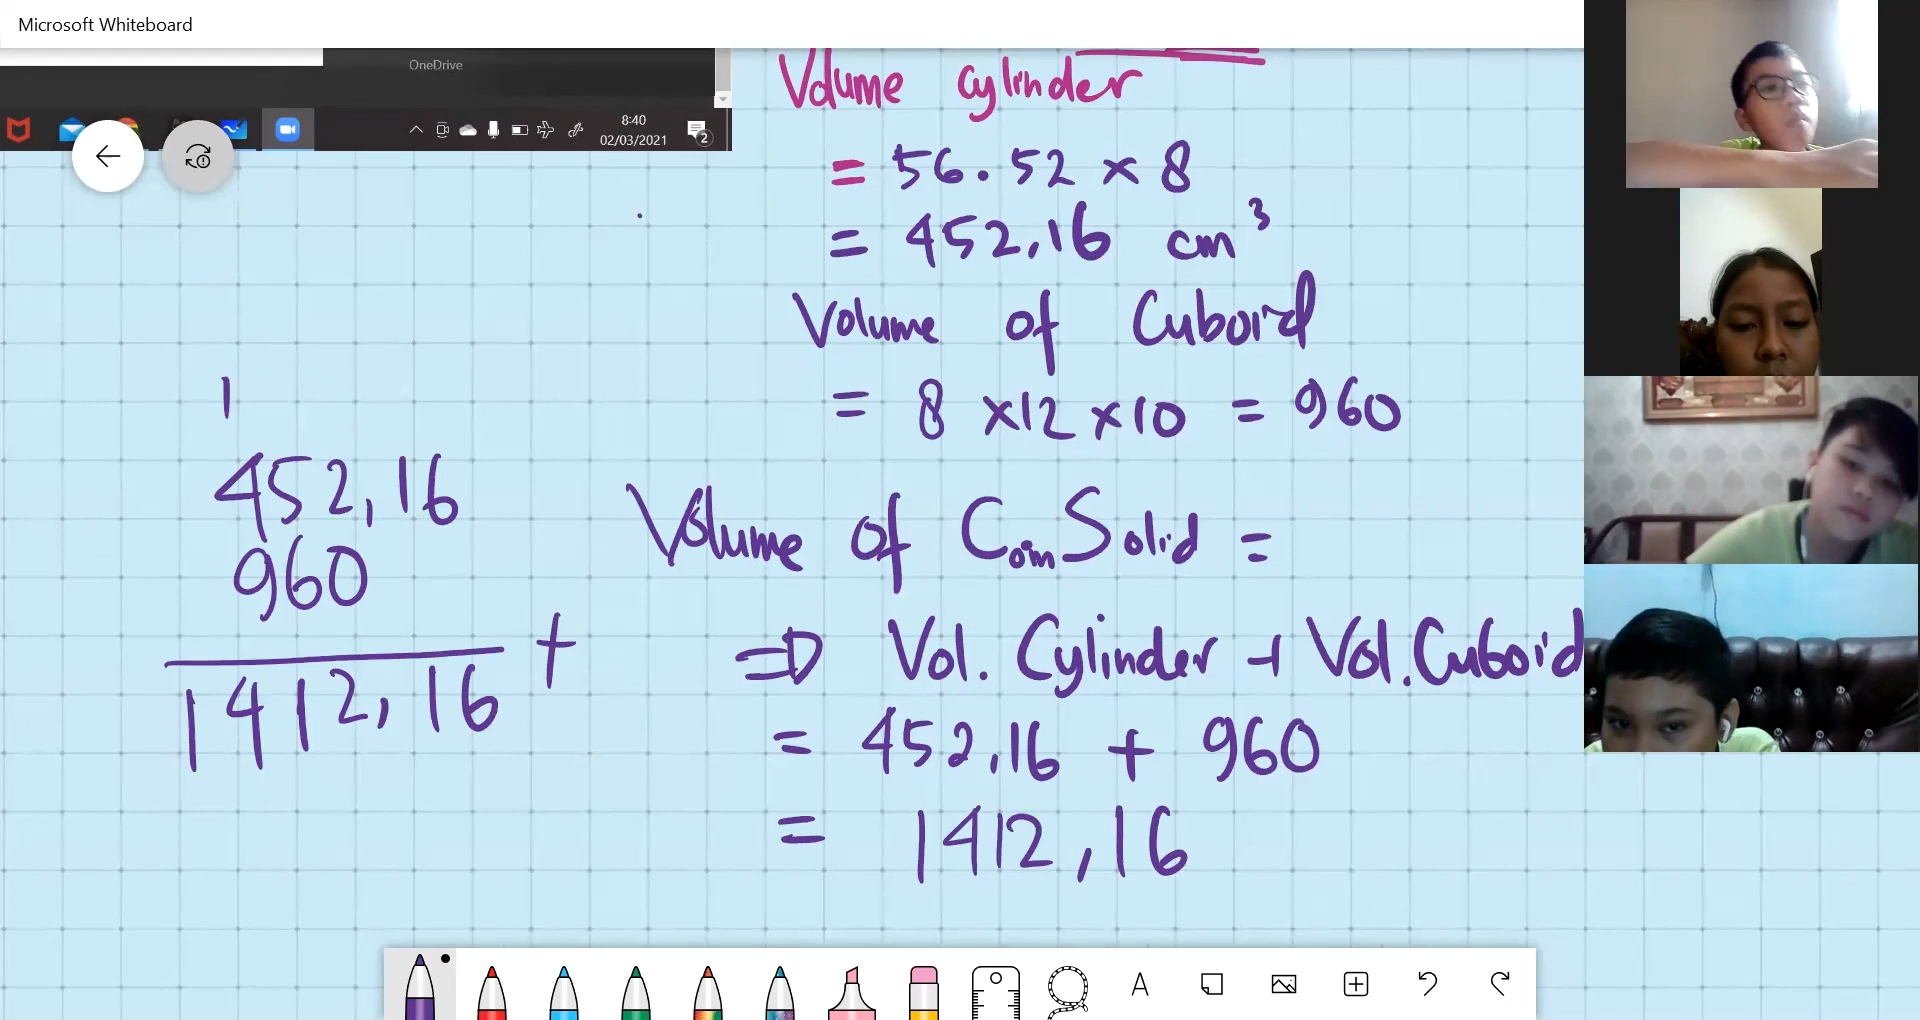 Microsoft Whiteboard
OneDrive
8:40
02/03/2021
2
Volume cylinder
= 56.52 × 8
= 452,16 cm³
Volume of Cuboid
= 8 × 12 × 10 = 960
1
452,16
960
+
1412,16
Volume of ComSolid =
⇒ Vol. Cylinder + Vol. Cuboid
= 452,16 + 960
= 1412,16
A